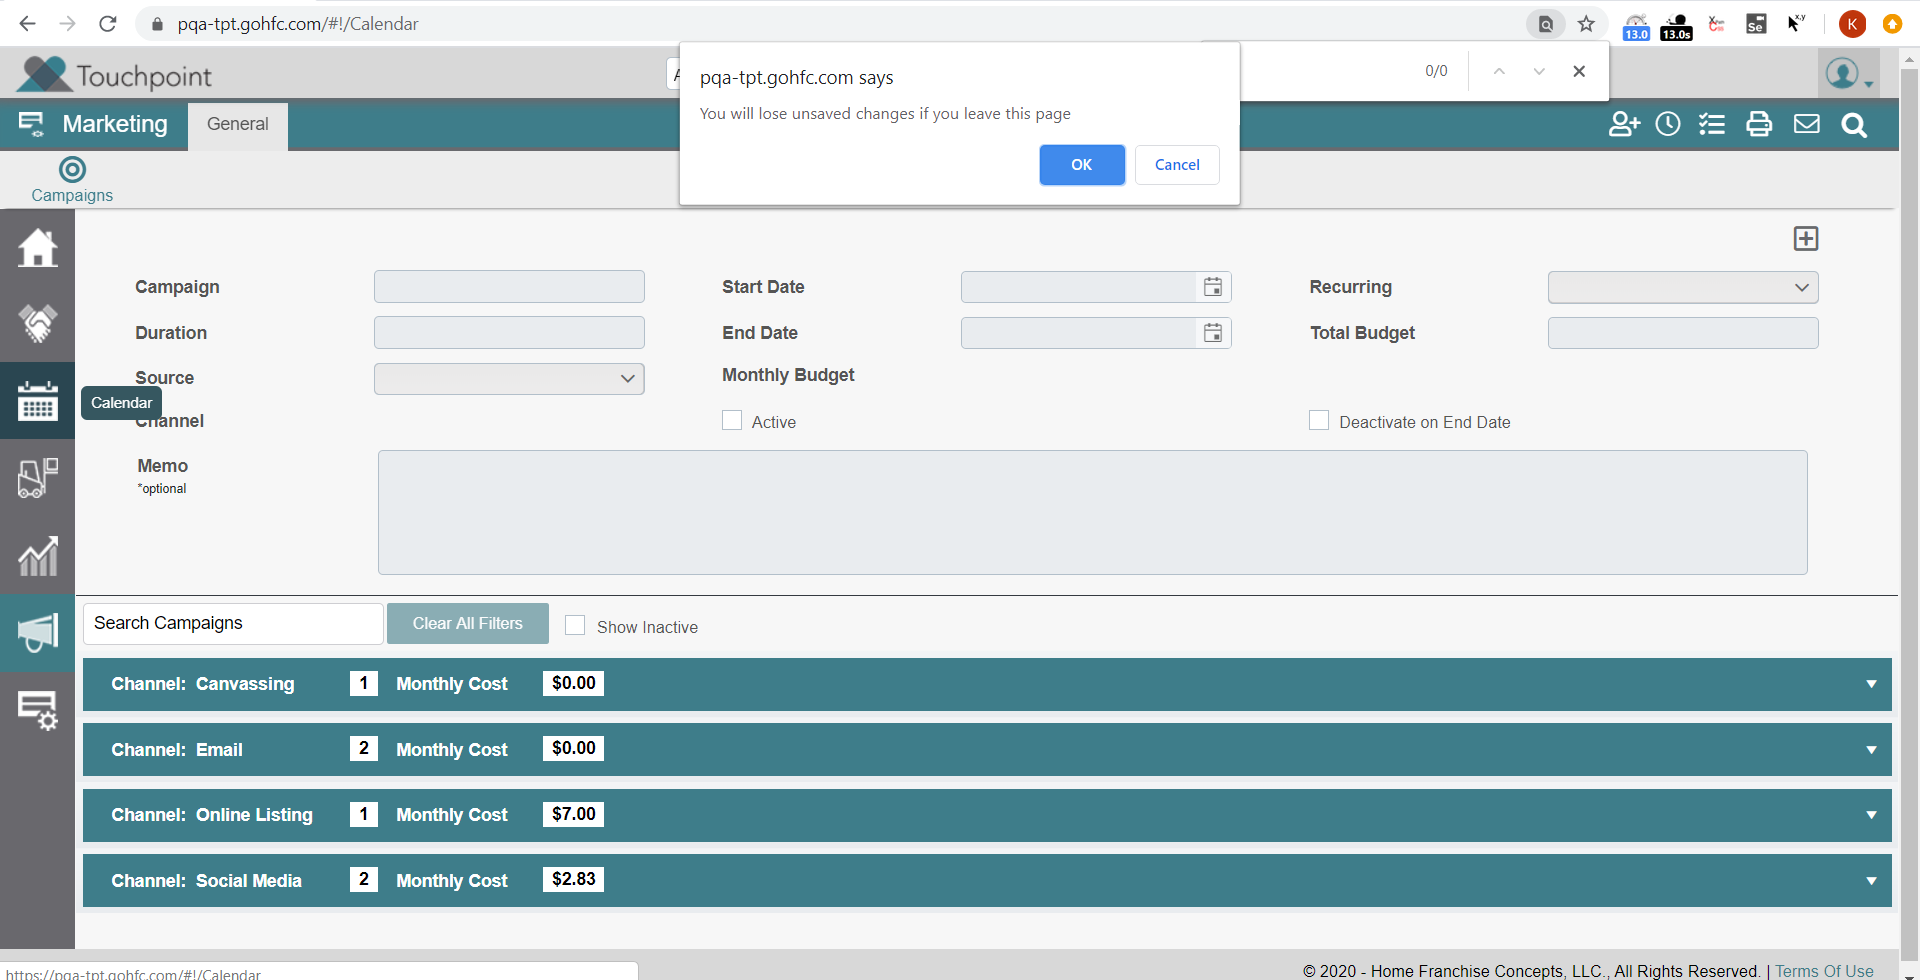 pqa-tpt.gohfc.com/#!/Calendar
13.0
13.0s
Se
x,y
K
Touchpoint
A
pqa-tpt.gohfc.com says
You will lose unsaved changes if you leave this page
OK
Cancel
0/0
Marketing
General
Campaigns
Calendar
Campaign
Start Date
Recurring
Duration
End Date
Total Budget
Source
Monthly Budget
Channel
Active
Deactivate on End Date
Memo
*optional
Search Campaigns
Clear All Filters
Show Inactive
Channel: Canvassing 1 Monthly Cost $0.00
Channel: Email 2 Monthly Cost $0.00
Channel: Online Listing 1 Monthly Cost $7.00
Channel: Social Media 2 Monthly Cost $2.83
https://pqa-tpt.gohfc.com/#!/Calendar
© 2020 - Home Franchise Concepts, LLC., All Rights Reserved. | Terms Of Use